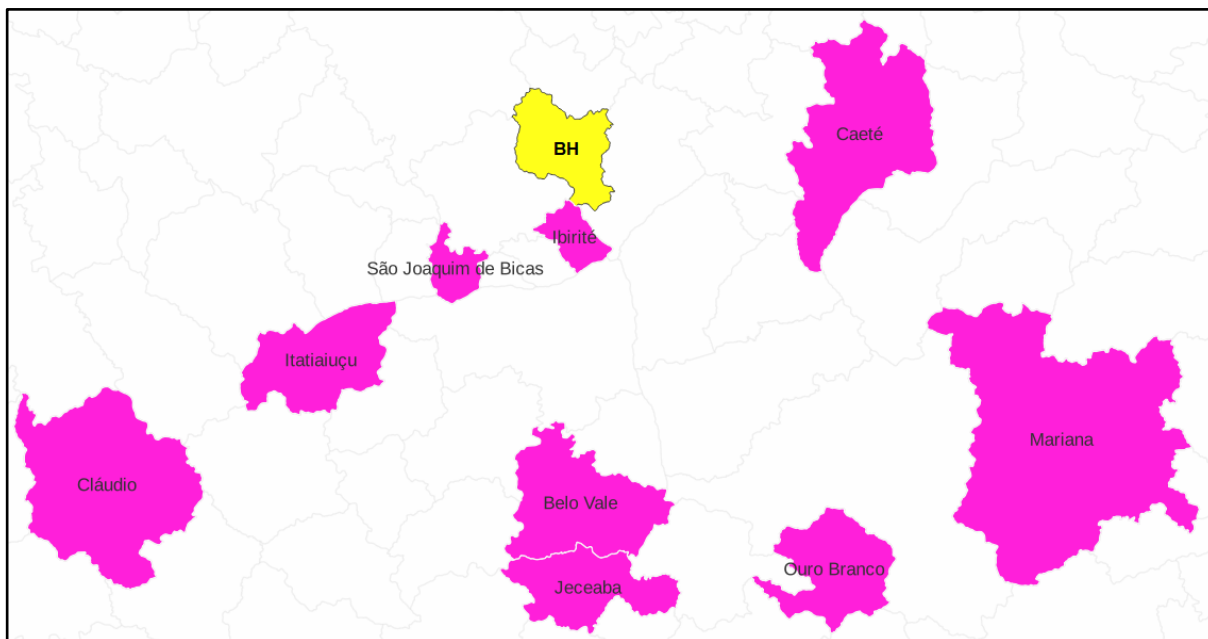 Caeté
BH
Ibirité
São Joaquim de Bicas
Itatiaiuçu
Mariana
Cláudio
Belo Vale
Ouro Branco
Jeceaba